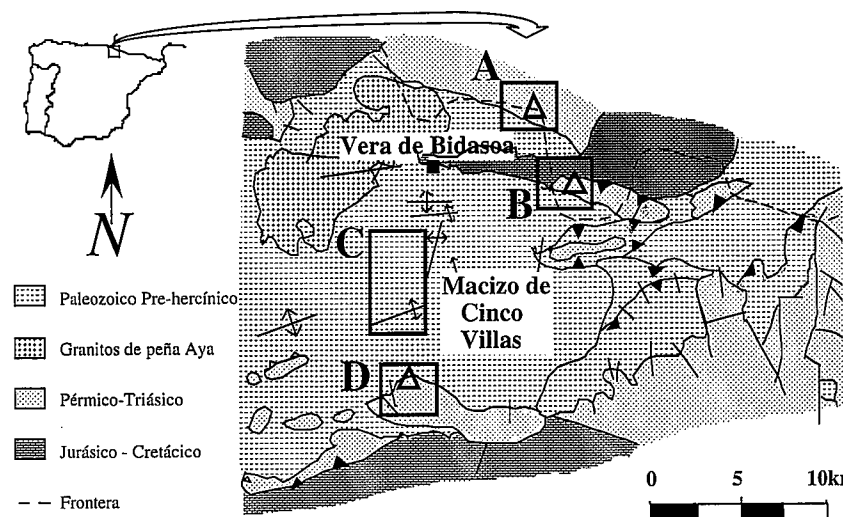 A
Vera de Bidasoa
B
C
Macizo de
Cinco
Villas
D
N
Paleozoico Pre-hercínico
Granitos de peña Aya
Pérmico-Triásico
Jurásico - Cretácico
Frontera
0 5 10km